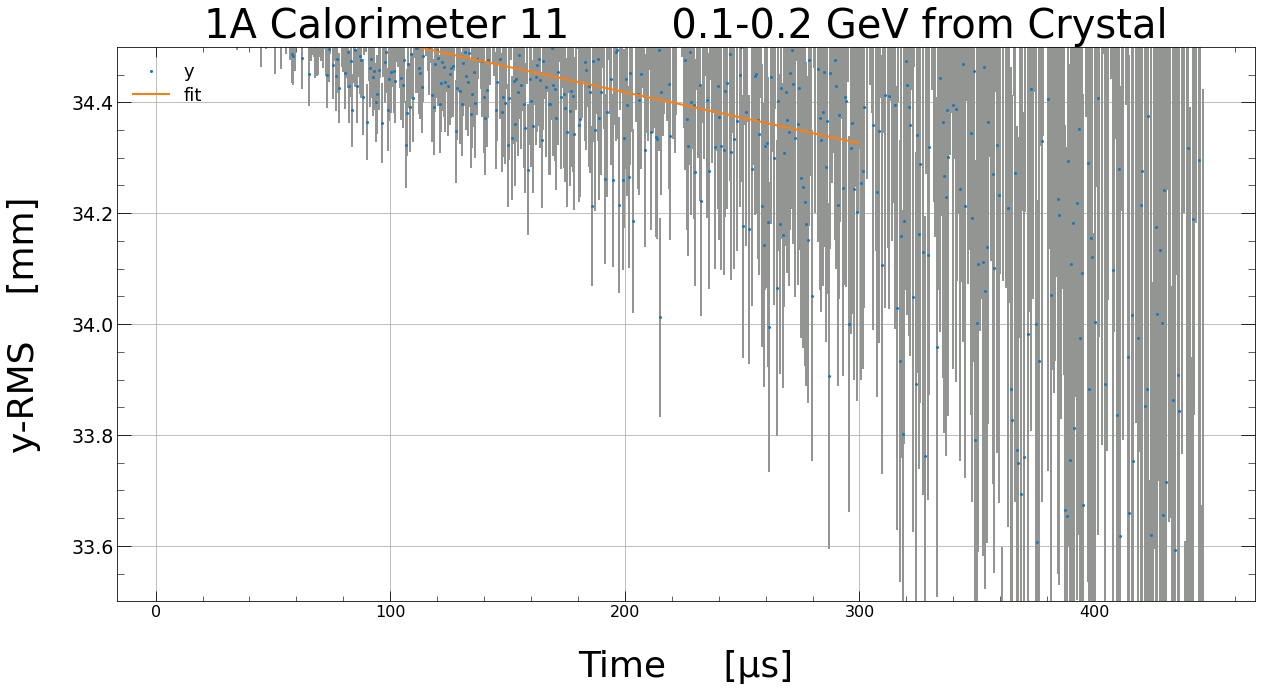 1A Calorimeter 11 0.1-0.2 GeV from Crystal
y
fit
34.4
34.2
34.0
33.8
33.6
y-RMS [mm]
0 100 200 300 400
Time [μs]